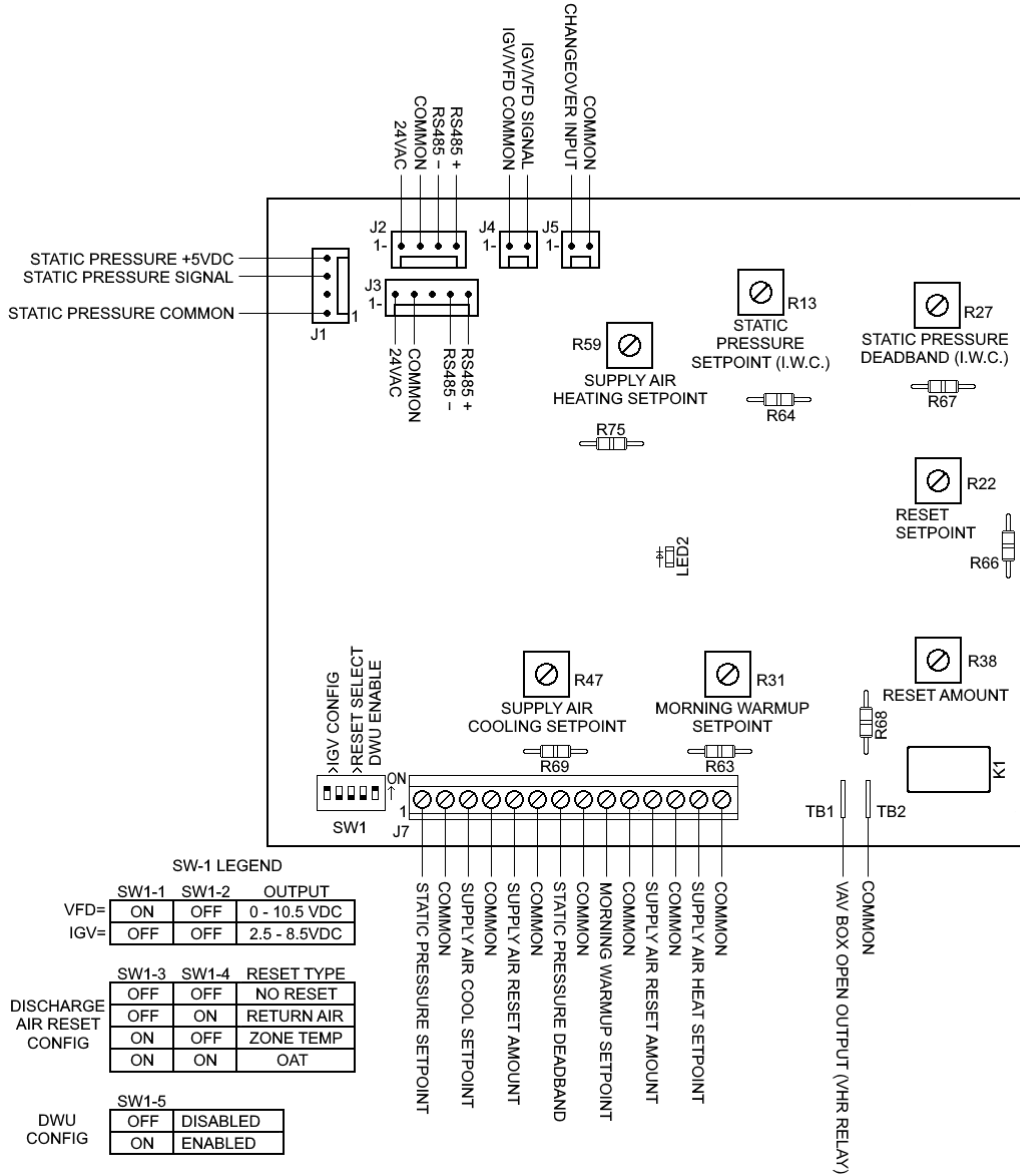 24VAC
COMMON
RS485 –
RS485 +
IGV/VFD COMMON
IGV/VFD SIGNAL
CHANGEOVER INPUT
COMMON
J2
1-
J4
1-
J5
1-
STATIC PRESSURE +5VDC
STATIC PRESSURE SIGNAL
STATIC PRESSURE COMMON
1
J1
J3
1-
24VAC
COMMON
RS485 –
RS485 +
R59
SUPPLY AIR
HEATING SETPOINT
R75
R13
STATIC
PRESSURE
SETPOINT (I.W.C.)
R64
R27
STATIC PRESSURE
DEADBAND (I.W.C.)
R67
R22
RESET
SETPOINT
R66
LED2
R47
SUPPLY AIR
COOLING SETPOINT
R69
R31
MORNING WARMUP
SETPOINT
R63
R38
RESET AMOUNT
R68
K1
>IGV CONFIG
>RESET SELECT
DWU ENABLE
ON
SW1
1
J7
TB1
TB2
STATIC PRESSURE SETPOINT
COMMON
SUPPLY AIR COOL SETPOINT
COMMON
SUPPLY AIR RESET AMOUNT
COMMON
STATIC PRESSURE DEADBAND
COMMON
MORNING WARMUP SETPOINT
COMMON
SUPPLY AIR RESET AMOUNT
COMMON
SUPPLY AIR HEAT SETPOINT
COMMON
VAV BOX OPEN OUTPUT (VHR RELAY)
COMMON
SW-1 LEGEND
SW1-1 SW1-2 OUTPUT
VFD= ON OFF 0 - 10.5 VDC
IGV= OFF OFF 2.5 - 8.5VDC
SW1-3 SW1-4 RESET TYPE
DISCHARGE
AIR RESET
CONFIG
OFF OFF NO RESET
OFF ON RETURN AIR
ON OFF ZONE TEMP
ON ON OAT
SW1-5
DWU
CONFIG
OFF DISABLED
ON ENABLED